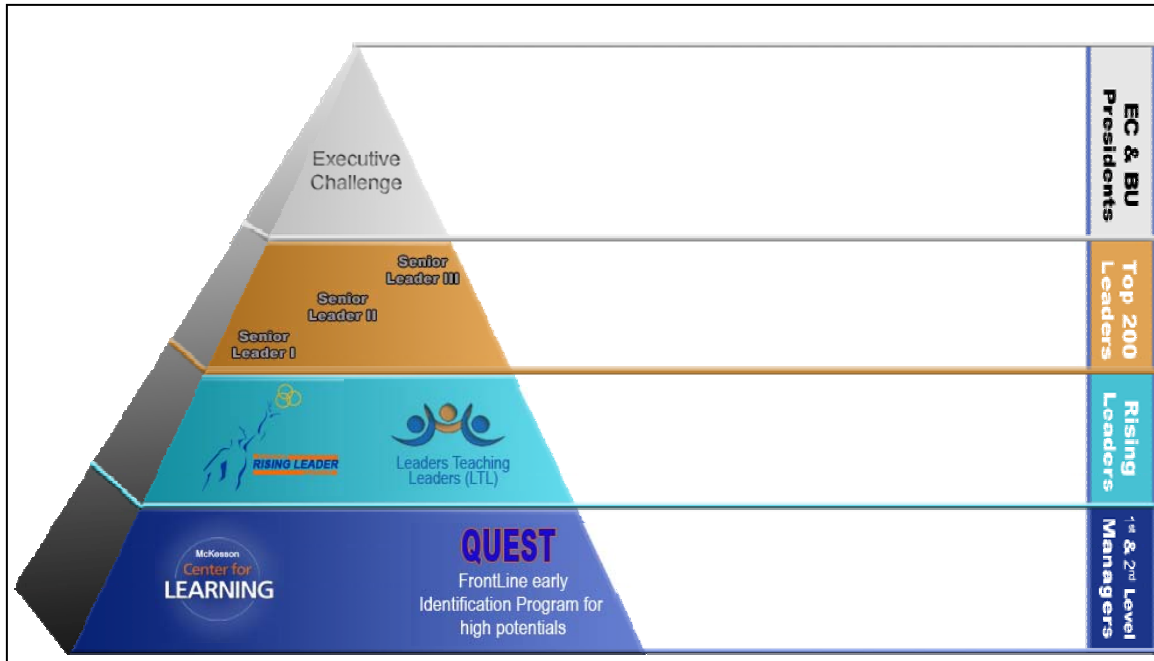 Executive
Challenge
EC & BU
Presidents
Senior
Leader III
Senior
Leader II
Senior
Leader I
Top 200
Leaders
RISING LEADER
Leaders Teaching
Leaders (LTL)
Rising
Leaders
McKesson
Center for
LEARNING
QUEST
FrontLine early
Identification Program for
high potentials
1st & 2rd Level
Managers